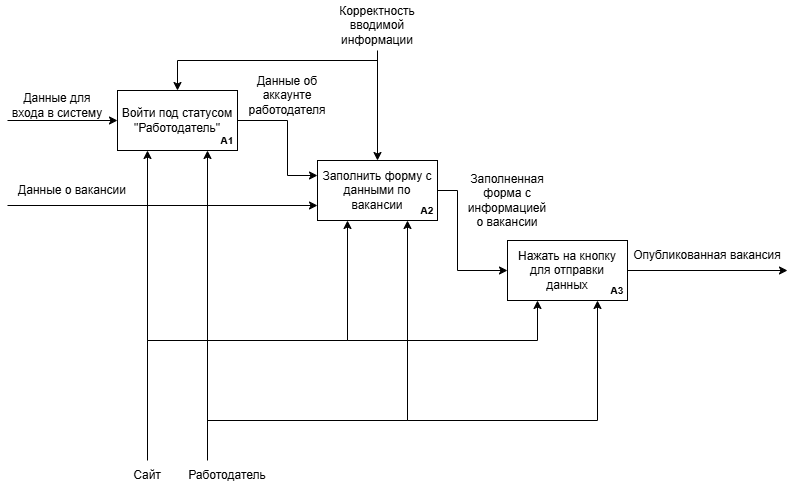 Корректность
вводимой
информации
Данные для
входа в систему
Войти под статусом
"Работодатель"
A1
Данные об
аккаунте
работодателя
Данные о вакансии
Заполнить форму с
данными по
вакансии
A2
Заполненная
форма с
информацией
о вакансии
Нажать на кнопку
для отправки
данных
A3
Опубликованная вакансия
Сайт
Работодатель